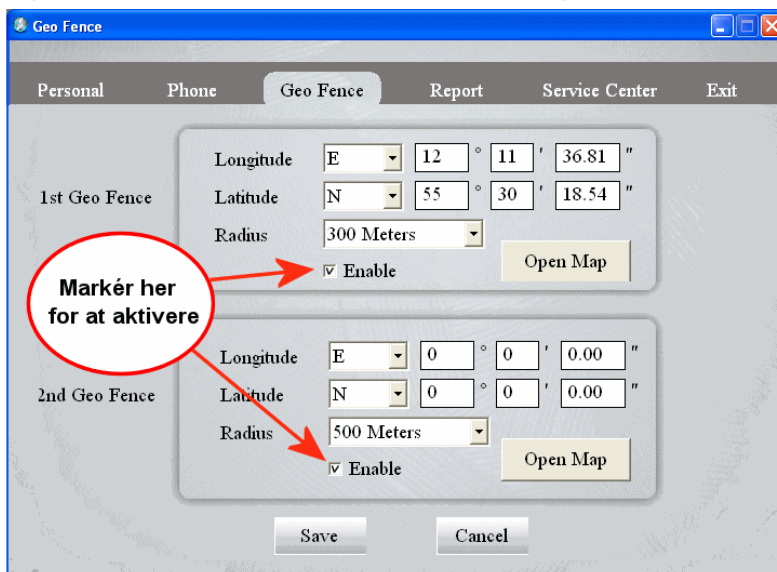 Geo Fence
Personal Phone Geo Fence Report Service Center Exit
Longitude E 12 ° 11 ' 36.81 "
1st Geo Fence Latitude N 55 ° 30 ' 18.54 "
Radius 300 Meters
Enable Open Map
Markér her
for at aktivere
Longitude E 0 ° 0 ' 0.00 "
2nd Geo Fence Latitude N 0 ° 0 ' 0.00 "
Radius 500 Meters
Enable Open Map
Save Cancel